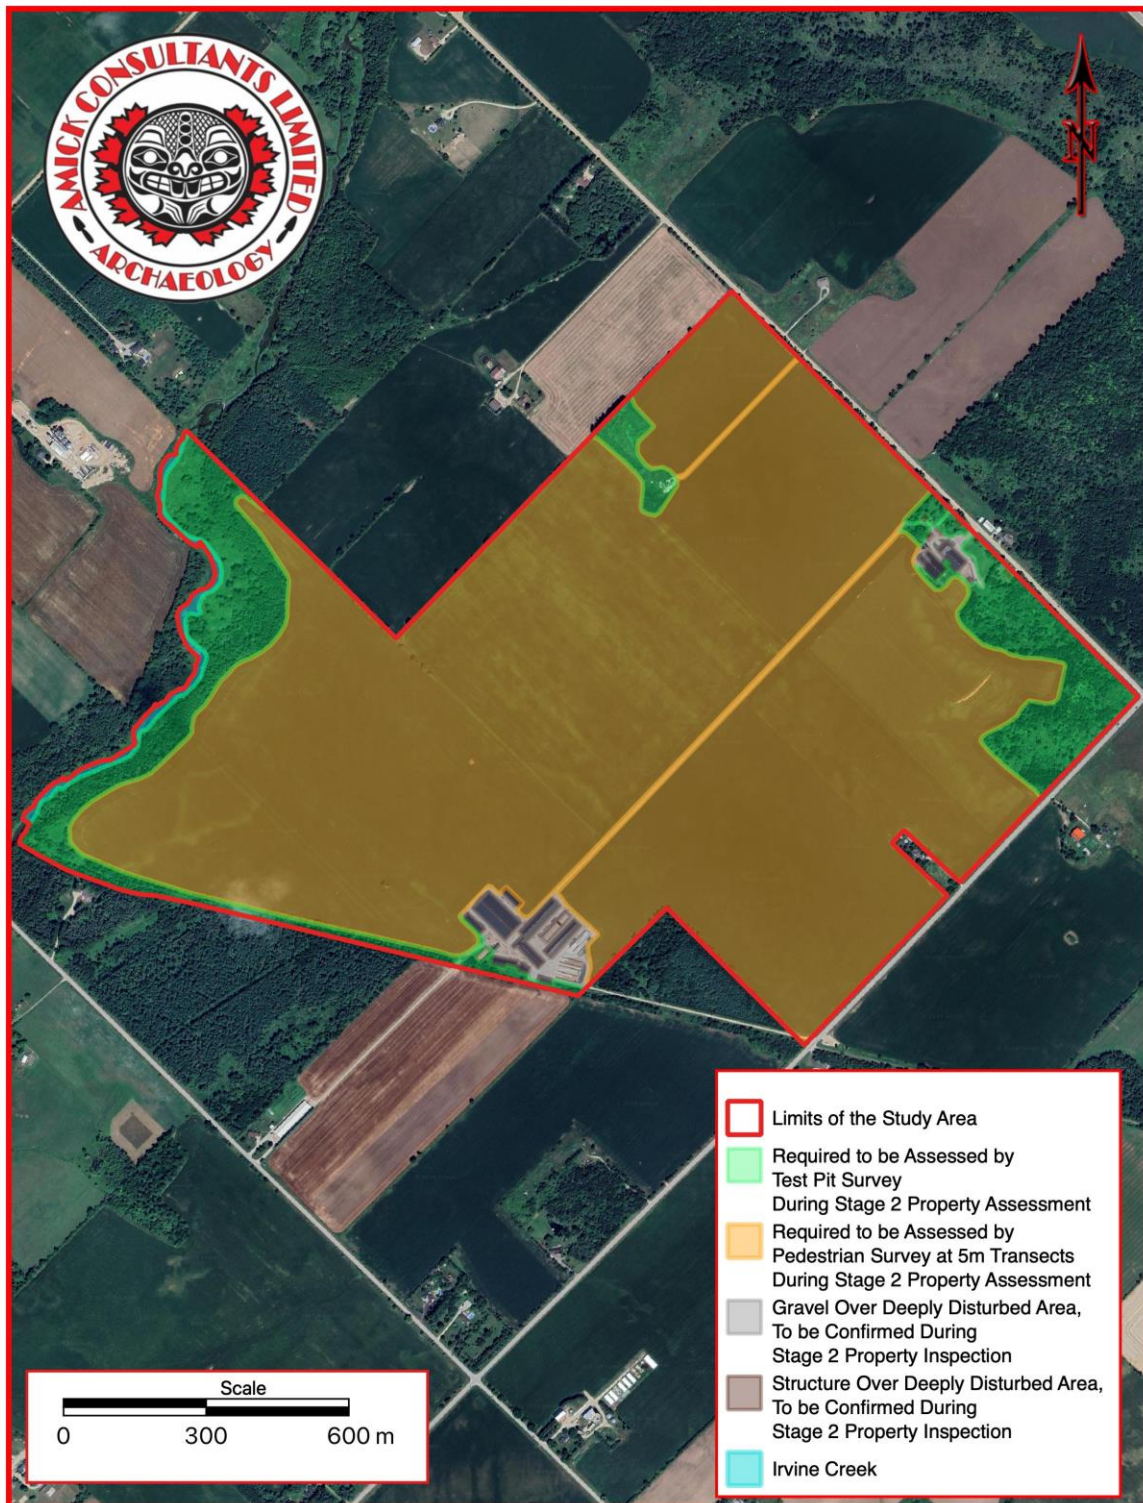 AMICK CONSULTANTS LIMITED
ARCHAEOLOGY
N
Limits of the Study Area
Required to be Assessed by
Test Pit Survey
During Stage 2 Property Assessment
Required to be Assessed by
Pedestrian Survey at 5m Transects
During Stage 2 Property Assessment
Gravel Over Deeply Disturbed Area,
To be Confirmed During
Stage 2 Property Inspection
Structure Over Deeply Disturbed Area,
To be Confirmed During
Stage 2 Property Inspection
Irvine Creek
Scale
0 300 600 m